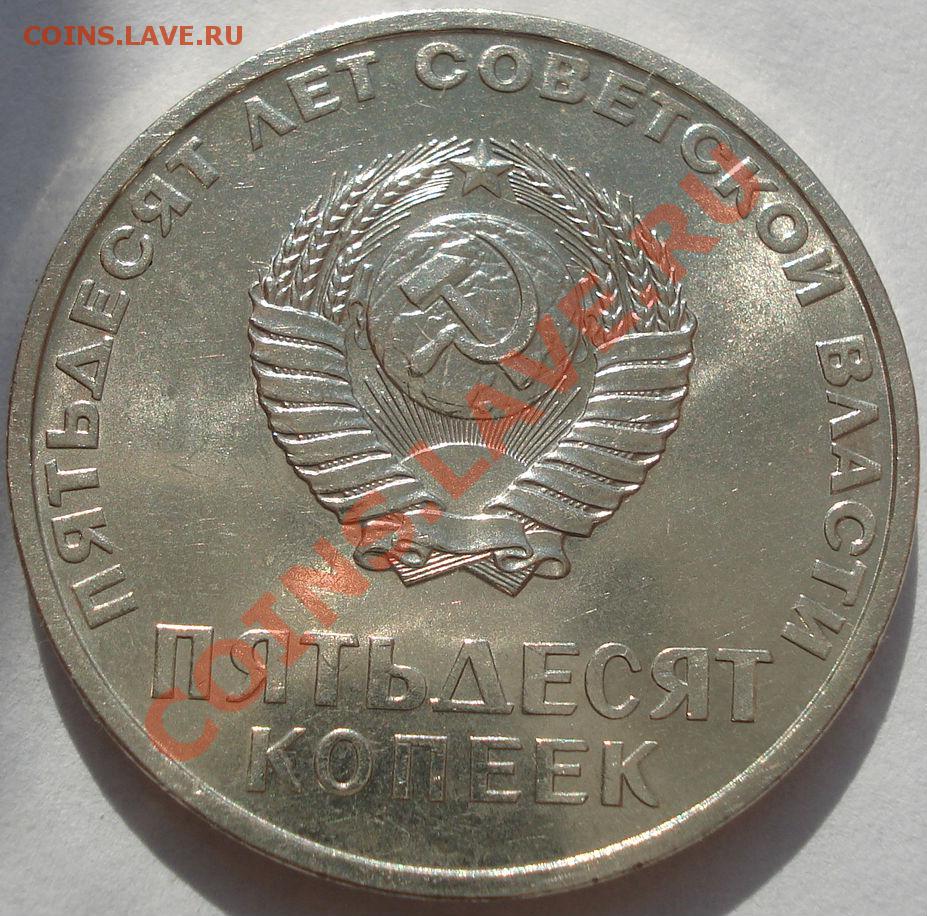 COINS.LAVE.RU
ПЯТЬДЕСЯТ ЛЕТ СОВЕТСКОЙ ВЛАСТИ
COINS.LAVE.RU
ПЯТЬДЕСЯТ
КОПЕЕК